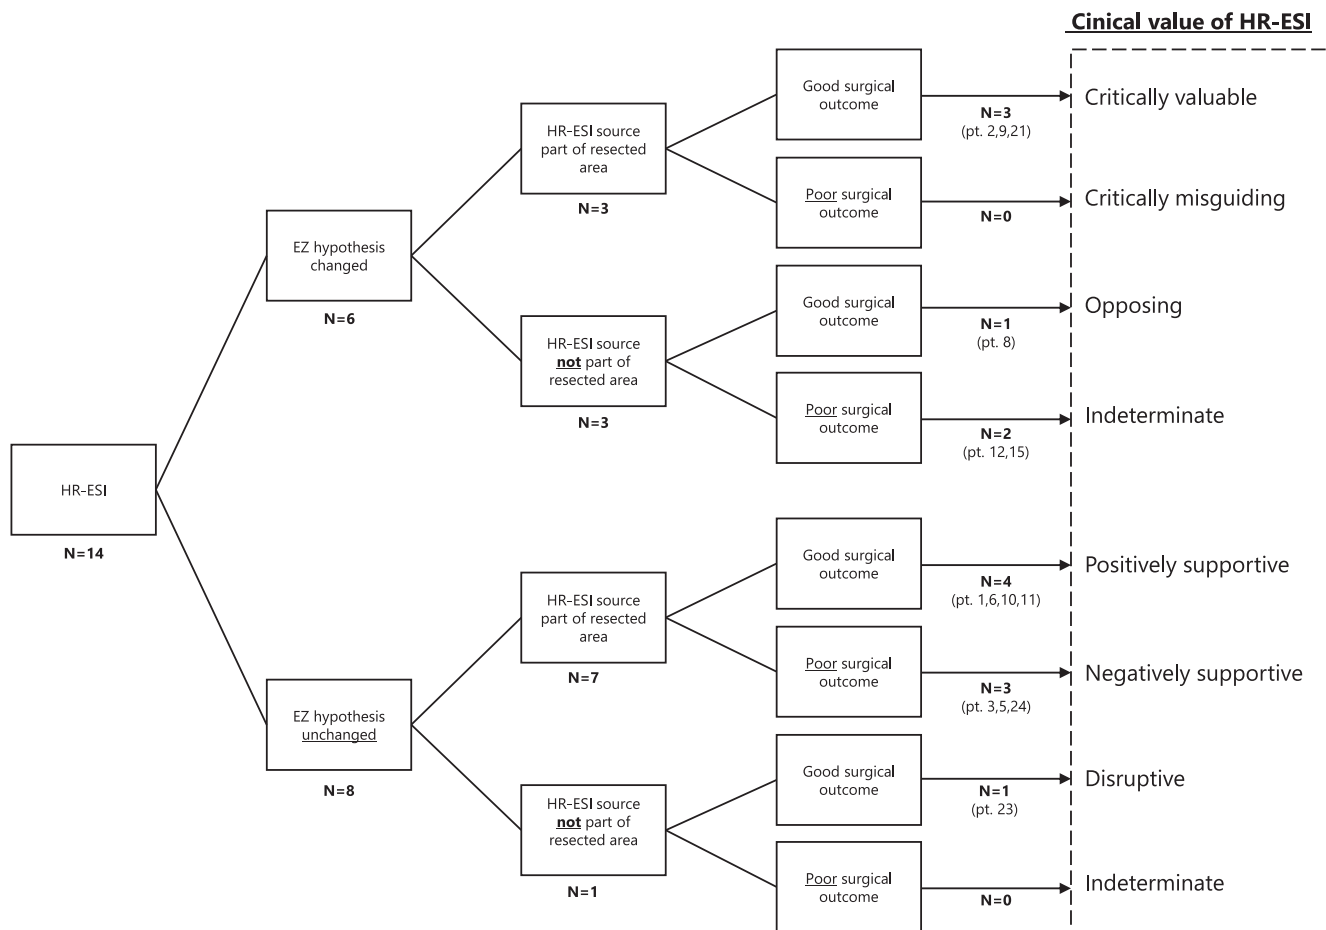 Cinical value of HR-ESI
Good surgical
outcome
N=3
(pt. 2,9,21)
Critically valuable
HR-ESI source
part of resected
area
N=3
Poor surgical
outcome
N=0
Critically misguiding
EZ hypothesis
changed
N=6
Good surgical
outcome
N=1
(pt. 8)
Opposing
HR-ESI source
not part of
resected area
N=3
Poor surgical
outcome
N=2
(pt. 12,15)
Indeterminate
HR-ESI
N=14
Good surgical
outcome
N=4
(pt. 1,6,10,11)
Positively supportive
HR-ESI source
part of resected
area
N=7
Poor surgical
outcome
N=3
(pt. 3,5,24)
Negatively supportive
EZ hypothesis
unchanged
N=8
Good surgical
outcome
N=1
(pt. 23)
Disruptive
HR-ESI source
not part of
resected area
N=1
Poor surgical
outcome
N=0
Indeterminate